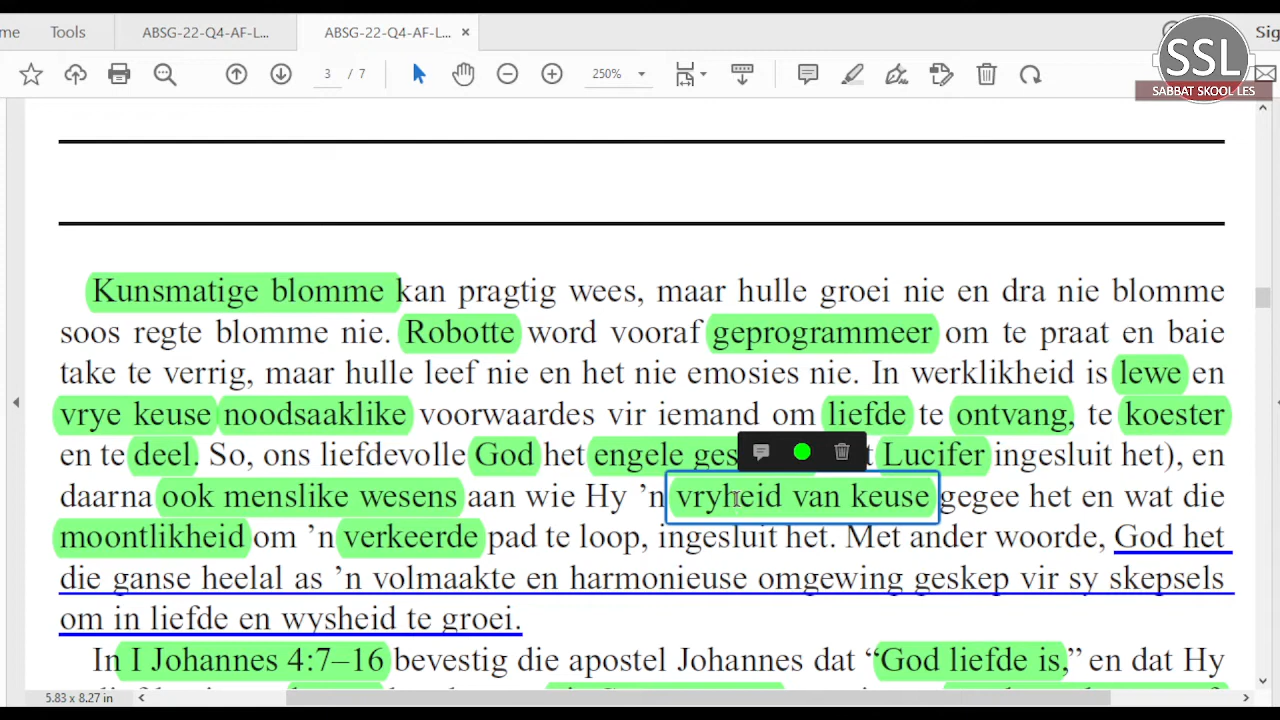 me Tools ABSG-22-Q4-AF-L... ABSG-22-Q4-AF-L... × Sig
3 / 7 250%
SSL
SABBAT SKOOL LES
Kunsmatige blomme kan pragtig wees, maar hulle groei nie en dra nie blomme
soos regte blomme nie. Robotte word vooraf geprogrammeer om te praat en baie
take te verrig, maar hulle leef nie en het nie emosies nie. In werklikheid is lewe en
vrye keuse noodsaaklike voorwaardes vir iemand om liefde te ontvang, te koester
en te deel. So, ons liefdevolle God het engele ges Lucifer ingesluit het), en
daarna ook menslike wesens aan wie Hy ’n vryheid van keuse gegee het en wat die
moontlikheid om ’n verkeerde pad te loop, ingesluit het. Met ander woorde, God het
die ganse heelal as ’n volmaakte en harmonieuse omgewing geskep vir sy skepsels
om in liefde en wysheid te groei.
In I Johannes 4:7–16 bevestig die apostel Johannes dat “God liefde is,” en dat Hy
5.83 x 8.27 in